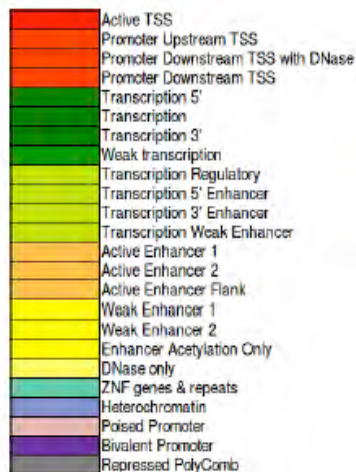 Active TSS
Promoter Upstream TSS
Promoter Downstream TSS with DNase
Promoter Downstream TSS
Transcription 5'
Transcription
Transcription 3'
Weak transcription
Transcription Regulatory
Transcription 5' Enhancer
Transcription 3' Enhancer
Transcription Weak Enhancer
Active Enhancer 1
Active Enhancer 2
Active Enhancer Flank
Weak Enhancer 1
Weak Enhancer 2
Enhancer Acetylation Only
DNase only
ZNF genes & repeats
Heterochromatin
Poised Promoter
Bivalent Promoter
Repressed PolyComb